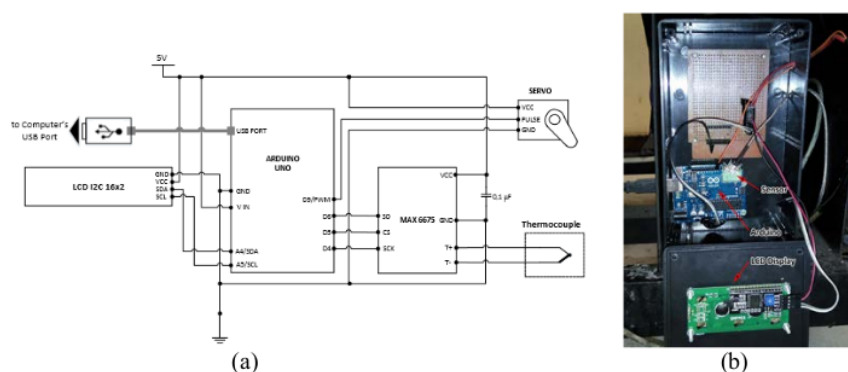 5V
SERVO
VCC
PULSE
GND
to Computer's
USB Port
USB PORT
ARDUINO
UNO
LCD I2C 16x2
GND
VCC
SDA
SCL
GND
V IN
D9/PWM
D6
D5
D4
A4/SDA
A5/SCL
VCC
SO
CS
SCK
MAX 6675
GND
T+
T-
0,1 µF
Thermocouple
Sensor
Arduino
LED Display
(a)
(b)